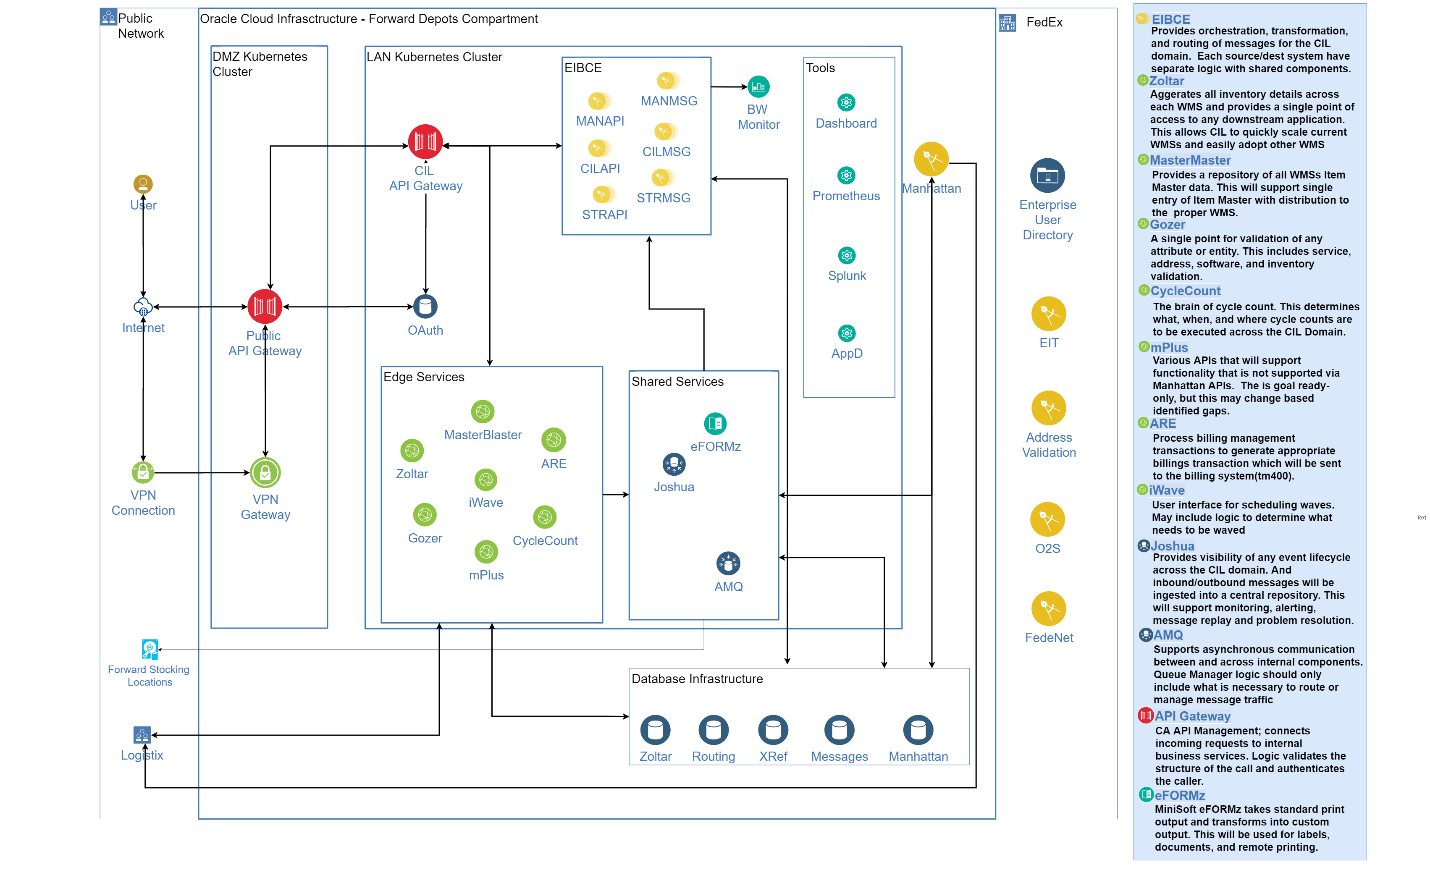 Public
Network
Oracle Cloud Infrasctructure - Forward Depots Compartment
FedEx
DMZ Kubernetes
Cluster
LAN Kubernetes Cluster
EIBCE
MANMSG
MANAPI
CILMSG
CILAPI
STRMSG
STRAPI
BW
Monitor
Tools
Dashboard
Prometheus
Splunk
AppD
Manhattan
CIL
API Gateway
User
Internet
Public
API Gateway
OAuth
VPN
Connection
VPN
Gateway
Edge Services
MasterBlaster
ARE
Zoltar
iWave
Gozer
CycleCount
mPlus
Shared Services
eFORMz
Joshua
AMQ
Forward Stocking
Locations
Logistix
Database Infrastructure
Zoltar
Routing
XRef
Messages
Manhattan
Enterprise
User
Directory
EIT
Address
Validation
O2S
FedeNet
EIBCE
Provides orchestration, transformation,
and routing of messages for the CIL
domain. Each source/dest system have
separate logic with shared components.
Zoltar
Aggerates all inventory details across
each WMS and provides a single point of
access to any downstream application.
This allows CIL to quickly scale current
WMSs and easily adopt other WMS
MasterMaster
Provides a repository of all WMSs Item
Master data. This will support single
entry of Item Master with distribution to
the proper WMS.
Gozer
A single point for validation of any
attribute or entity. This includes service,
address, software, and inventory
validation.
CycleCount
The brain of cycle count. This determines
what, when, and where cycle counts are
to be executed across the CIL Domain.
mPlus
Various APIs that will support
functionality that is not supported via
Manhattan APIs. The is goal ready-
only, but this may change based
identified gaps.
ARE
Process billing management
transactions to generate appropriate
billings transaction which will be sent
to the billing system(tm400).
iWave
User interface for scheduling waves.
May include logic to determine what
needs to be waved
Joshua
Provides visibility of any event lifecycle
across the CIL domain. And
inbound/outbound messages will be
ingested into a central repository. This
will support monitoring, alerting,
message replay and problem resolution.
AMQ
Supports asynchronous communication
between and across internal components.
Queue Manager logic should only
include what is necessary to route or
manage message traffic
API Gateway
CA API Management; connects
incoming requests to internal
business services. Logic validates the
structure of the call and authenticates
the caller.
eFORMz
MiniSoft eFORMz takes standard print
output and transforms into custom
output. This will be used for labels,
documents, and remote printing.
Text